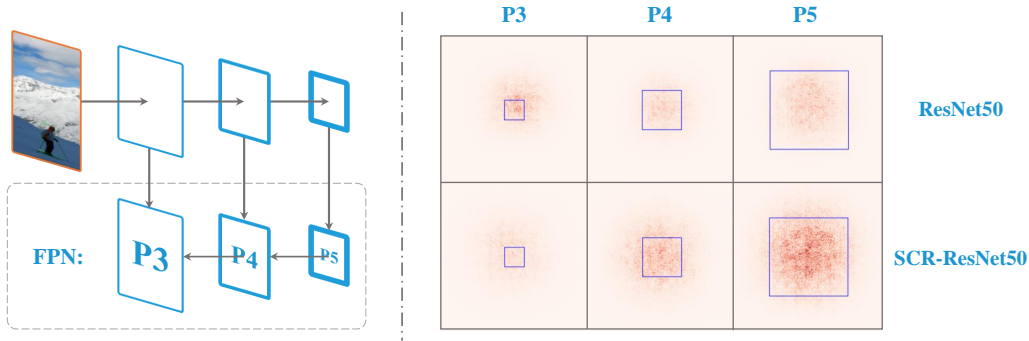 P3 P4 P5
ResNet50
FPN: P3 P4 P5
SCR-ResNet50